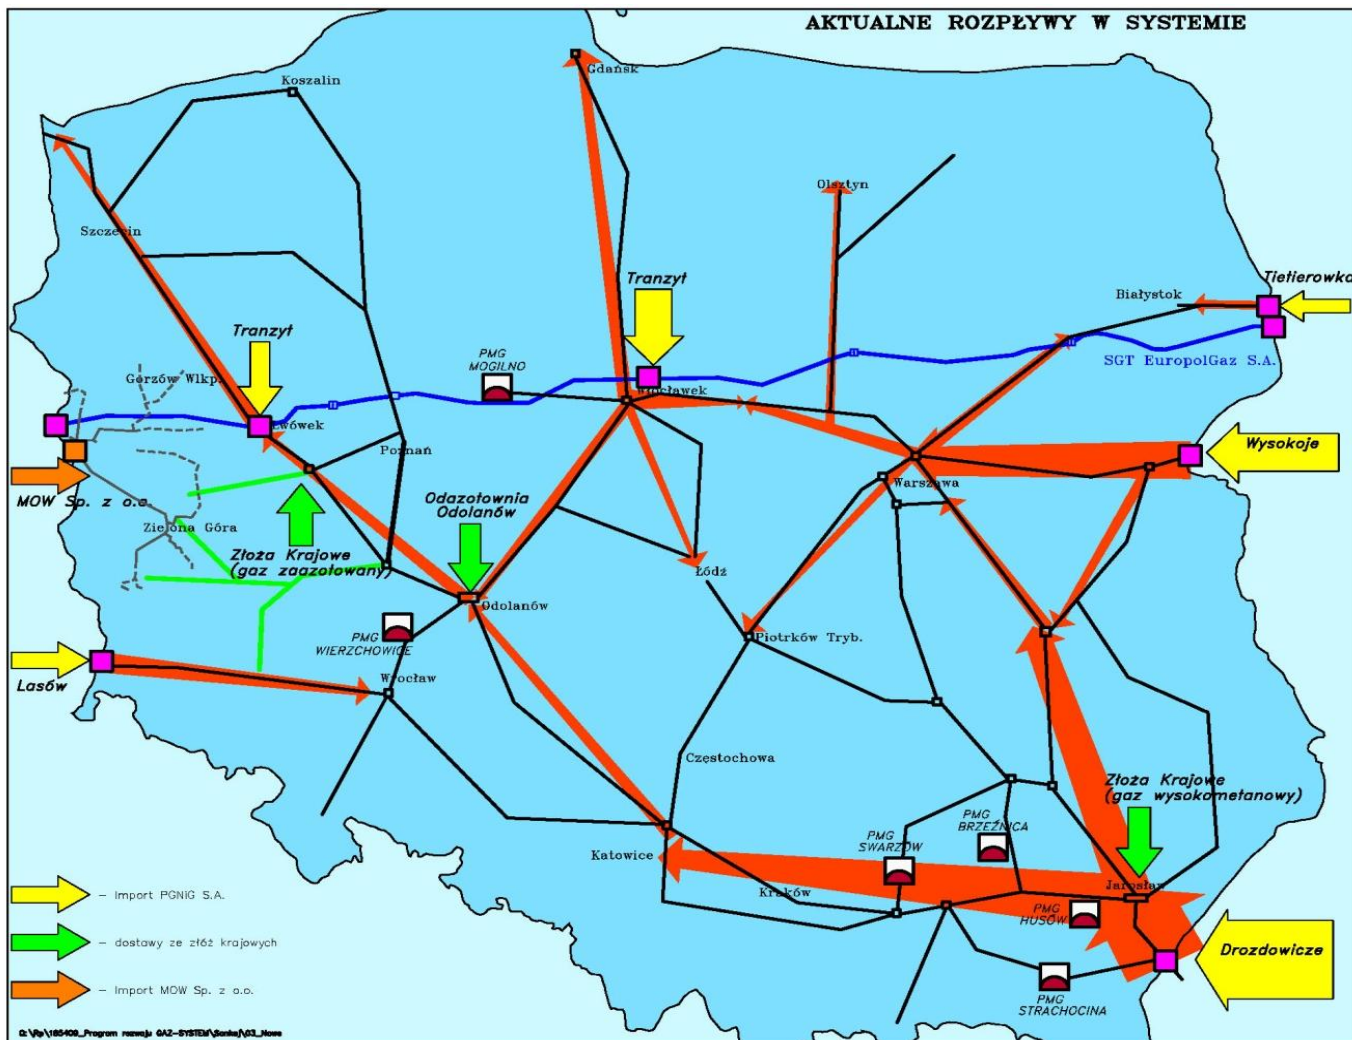 AKTUALNE ROZPŁYWY W SYSTEMIE
Koszalin
Gdańsk
Olsztyn
Szczecin
Tranzyt
Tietierowka
Białystok
Tranzyt
PMG
MOGILNO
SGT EuropolGaz S.A.
Gorzów Wlkp.
Włocławek
Lwówek
Poznań
Wysokoje
MOW Sp. z o.o.
Odazotownia
Odolanów
Warszawa
Zielona Góra
Złoża Krajowe
(gaz zaazotowany)
Łódź
Odolanów
PMG
WIERZCHOWICE
Piotrków Tryb.
Lasów
Wrocław
Częstochowa
Złoża Krajowe
(gaz wysokometanowy)
PMG
BRZEŹNICA
PMG
SWARZÓW
Katowice
Kraków
Jarosław
PMG
HUSÓW
Drozdowicze
PMG
STRACHOCINA
– Import PGNiG S.A.
– dostawy ze złóż krajowych
– Import MOW Sp. z o.o.